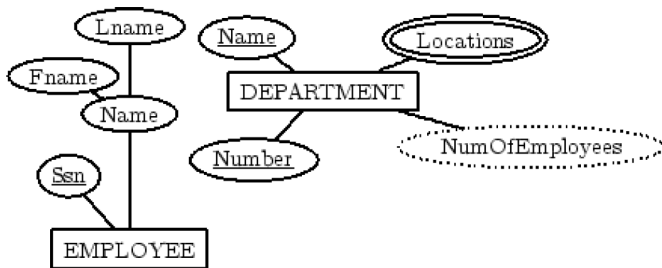 Lname
Name
Locations
Fname
DEPARTMENT
Name
Number
NumOfEmployees
Ssn
EMPLOYEE